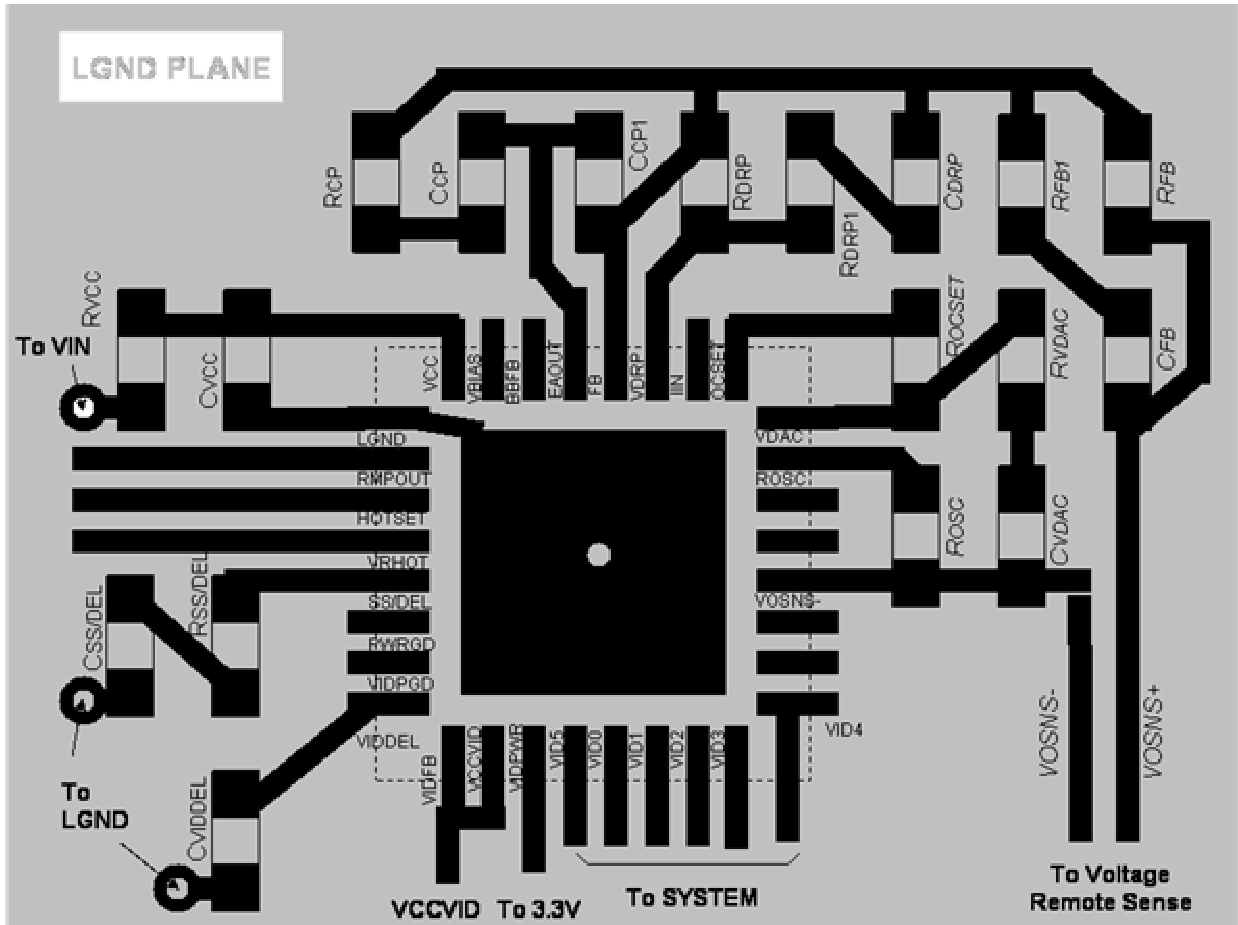 LGND PLANE
RCP
CCP
CCP1
RDRP
RDRP1
CDRP
RFB1
RFB
RVCC
To VIN
CVCC
VCC
VBIAS
BBFB
EAOUT
FB
VDRP
IIN
OCSET
ROCSET
RVDAC
CFB
LGND
VDAC
RMPOUT
ROSC
HOTSET
ROSC
CVDAC
VRHOT
CSS/DEL
RSS/DEL
SS/DEL
VOSNS-
PWRGD
VIDPGD
VIDDEL
VIDFB
VCCVID
VIDPWR
VID5
VID0
VID1
VID2
VID3
VID4
VOSNS-
VOSNS+
To
LGND
CVIDDEL
VCCVID
To 3.3V
To SYSTEM
To Voltage
Remote Sense